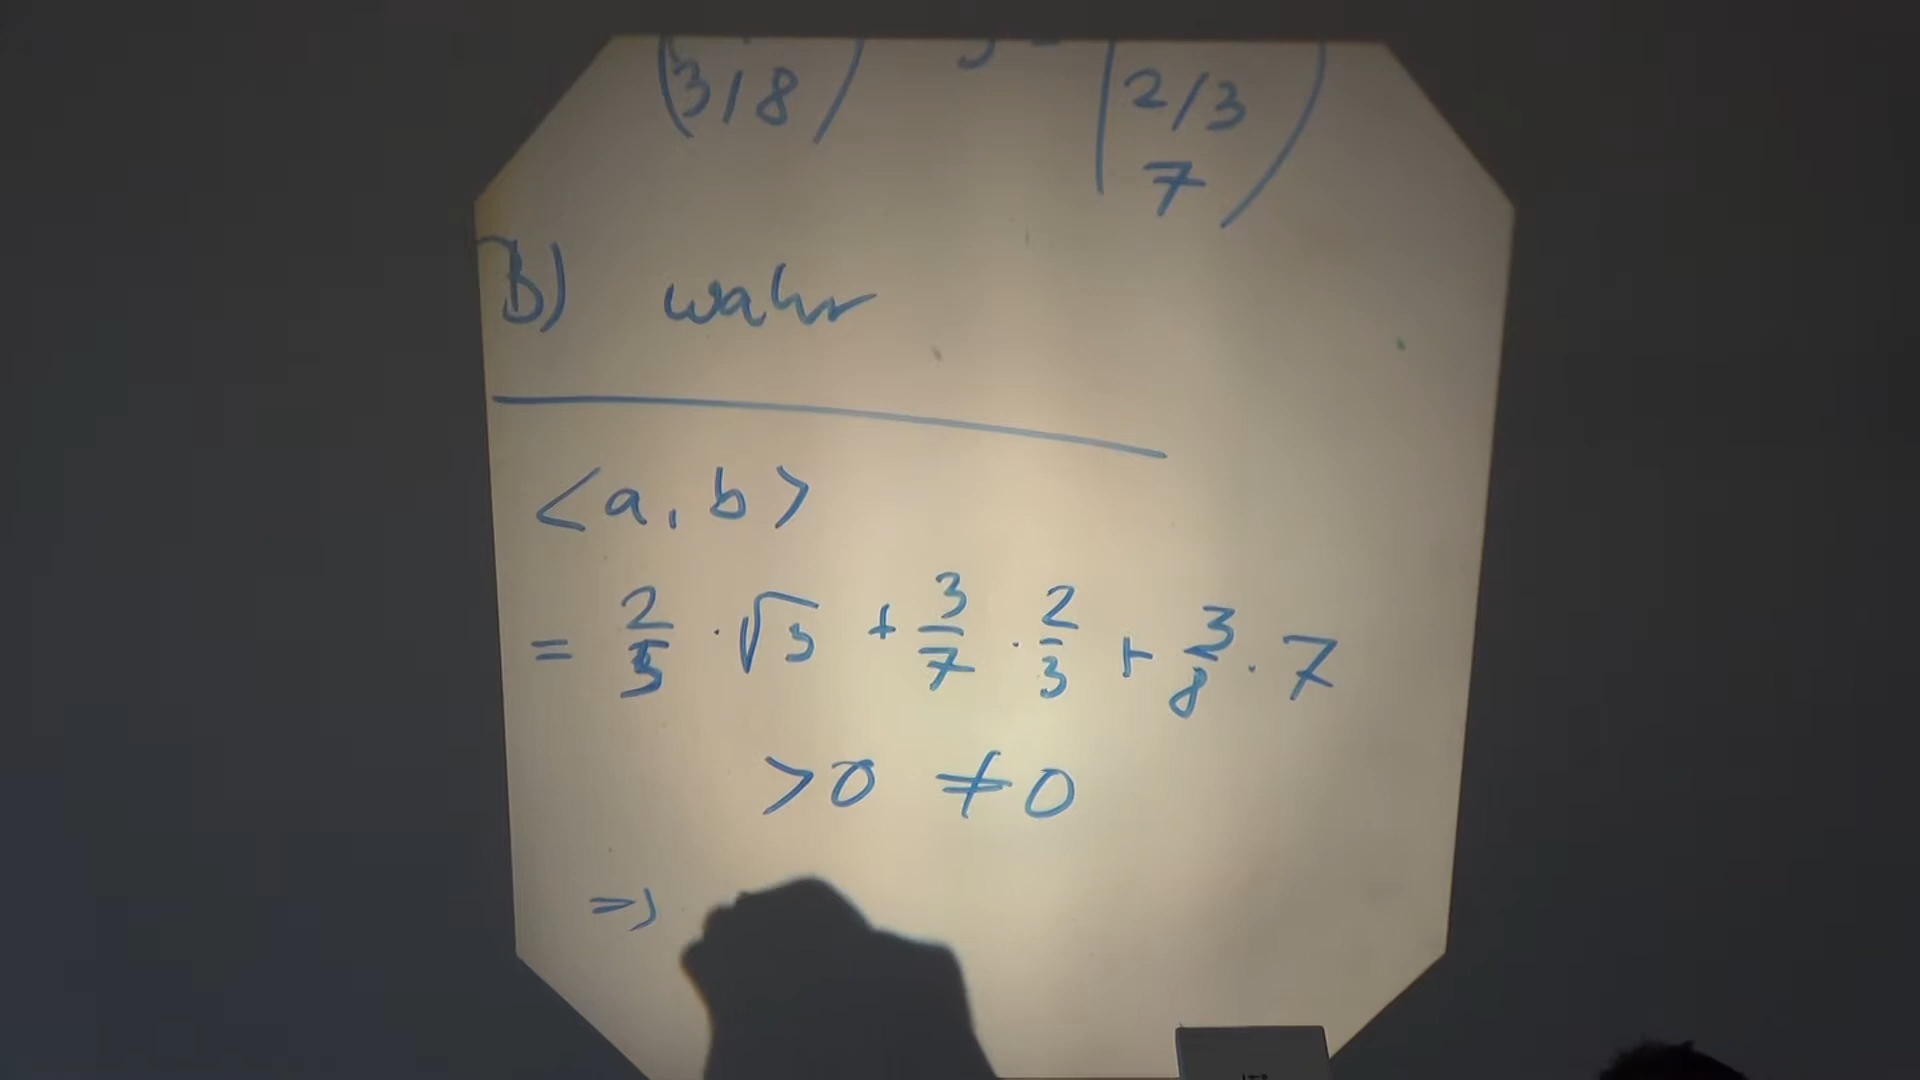 3/8 2/3
7
B) wahr
<a, b>
= 2/5 · √5 + 3/7 · 2/3 + 3/8 · 7
>0 ≠0
=>